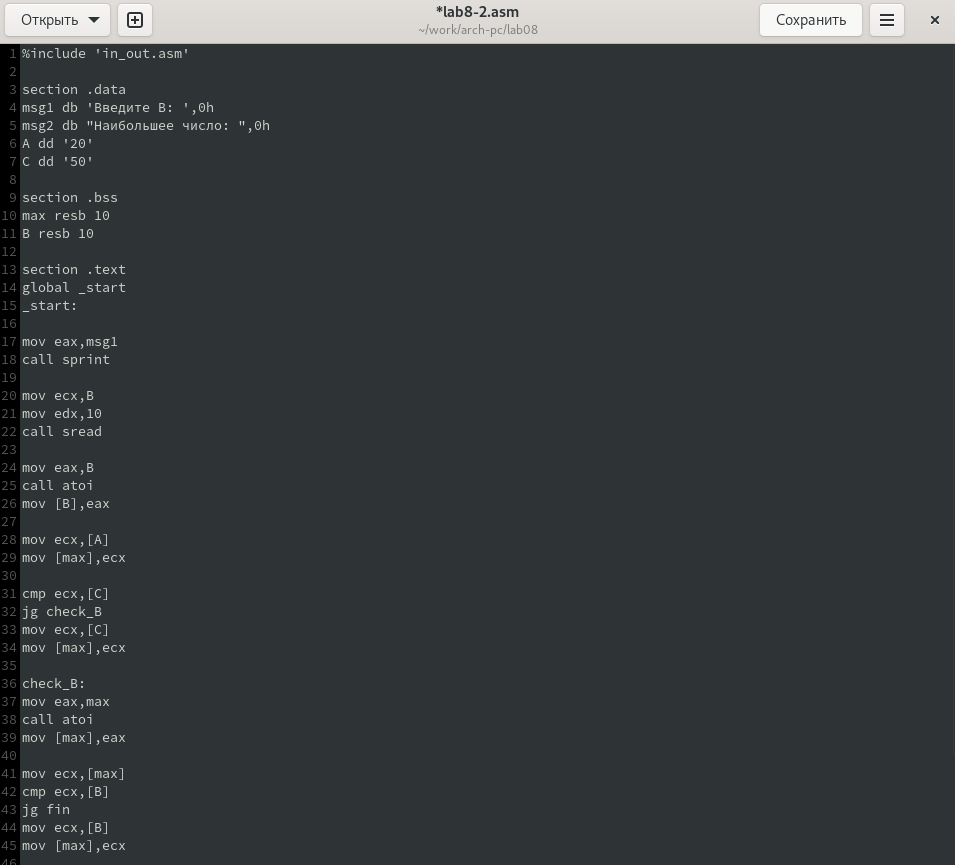 Открыть
*lab8-2.asm
~/work/arch-pc/lab08
Сохранить
1 %include 'in_out.asm'
2
3 section .data
4 msg1 db 'Введите B: ',0h
5 msg2 db "Наибольшее число: ",0h
6 A dd '20'
7 C dd '50'
8
9 section .bss
10 max resb 10
11 B resb 10
12
13 section .text
14 global _start
15 _start:
16
17 mov eax,msg1
18 call sprint
19
20 mov ecx,B
21 mov edx,10
22 call sread
23
24 mov eax,B
25 call atoi
26 mov [B],eax
27
28 mov ecx,[A]
29 mov [max],ecx
30
31 cmp ecx,[C]
32 jg check_B
33 mov ecx,[C]
34 mov [max],ecx
35
36 check_B:
37 mov eax,max
38 call atoi
39 mov [max],eax
40
41 mov ecx,[max]
42 cmp ecx,[B]
43 jg fin
44 mov ecx,[B]
45 mov [max],ecx
46